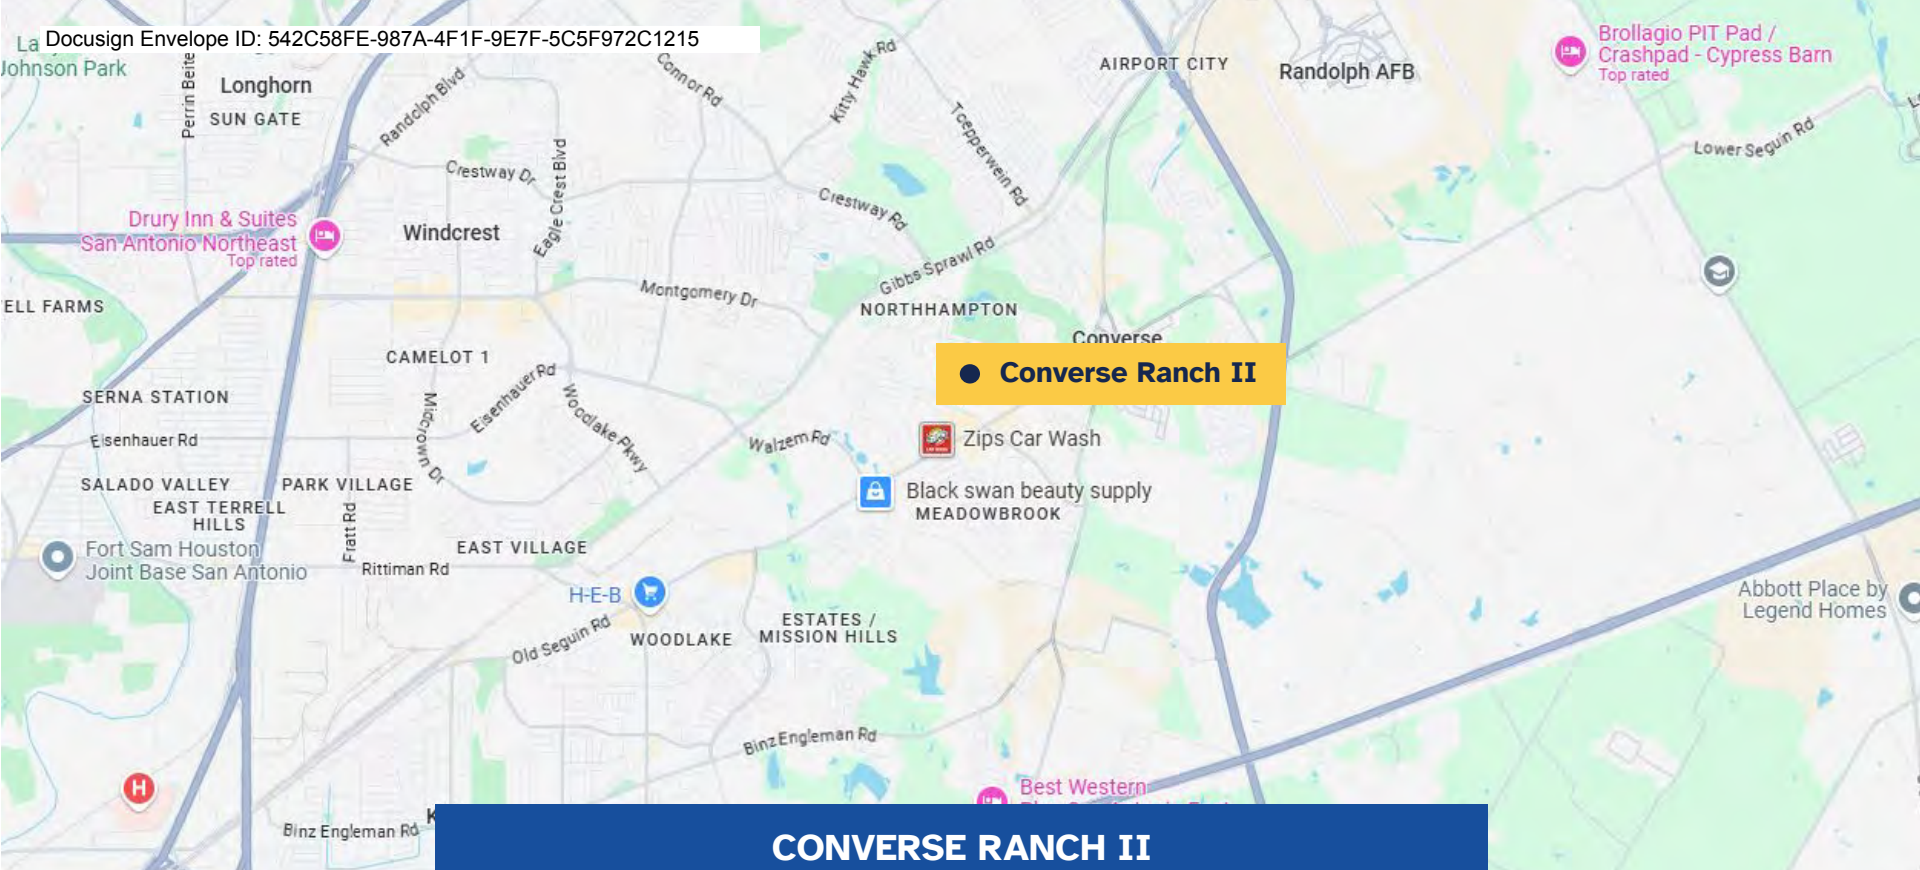 Docusign Envelope ID: 542C58FE-987A-4F1F-9E7F-5C5F972C1215
La
Johnson Park
Longhorn
SUN GATE
Perrin Beite
Randolph Blvd
Connor Rd
Kitty Hawk Rd
AIRPORT CITY
Randolph AFB
Brollagio PIT Pad /
Crashpad - Cypress Barn
Top rated
Lower Seguin Rd
Toepperwein Rd
Crestway Dr
Eagle Crest Blvd
Crestway Rd
Drury Inn & Suites
San Antonio Northeast
Top rated
Windcrest
Gibbs Sprawl Rd
Montgomery Dr
ELL FARMS
NORTHHAMPTON
Converse
CAMELOT 1
Converse Ranch II
Eisenhauer Rd
Woodlake Pkwy
SERNA STATION
Midcrown Dr
Eisenhauer Rd
Walzem Rd
Zips Car Wash
SALADO VALLEY
PARK VILLAGE
Black swan beauty supply
MEADOWBROOK
EAST TERRELL
HILLS
Fratt Rd
Fort Sam Houston
Joint Base San Antonio
EAST VILLAGE
Rittiman Rd
H-E-B
Abbott Place by
Legend Homes
Old Seguin Rd
WOODLAKE
ESTATES /
MISSION HILLS
Binz Engleman Rd
Best Western
H
Binz Engleman Rd
K
CONVERSE RANCH II